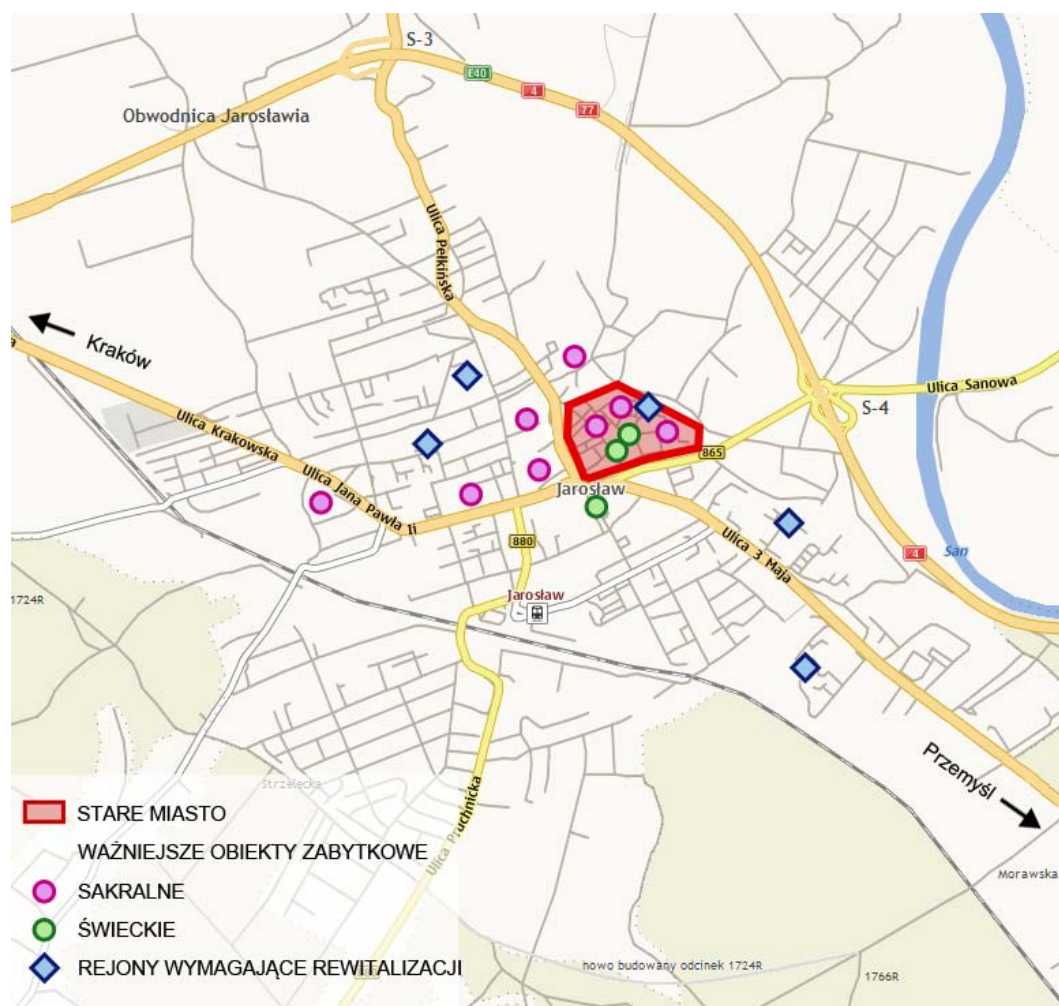 S-3
E40
4
77
Obwodnica Jarosławia
Ulica Pełkińska
Kraków
Ulica Sanowa
S-4
Ulica Krakowska
865
Ulica Jana Pawła Ii
Jarosław
880
Ulica 3 Maja
San
4
Jarosław
1724R
Przemyśl
Strzelecka
Ulica Pruchnicka
STARE MIASTO
WAŻNIEJSZE OBIEKTY ZABYTKOWE
SAKRALNE
ŚWIECKIE
REJONY WYMAGAJĄCE REWITALIZACJI
Morawska
nowo budowany odcinek 1724R
1766R